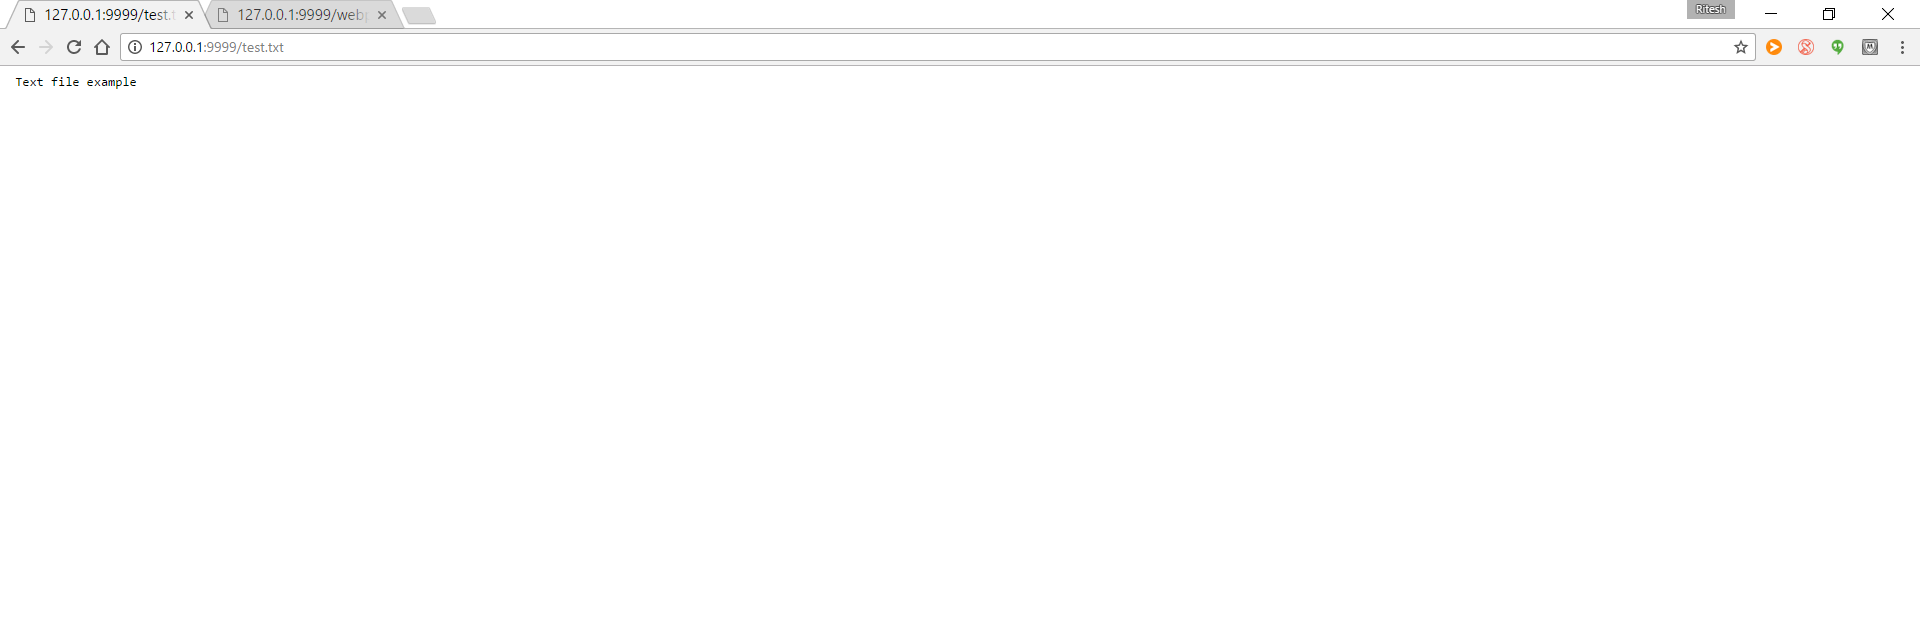 127.0.0.1:9999/test.t
127.0.0.1:9999/web
Ritesh
127.0.0.1:9999/test.txt
Text file example